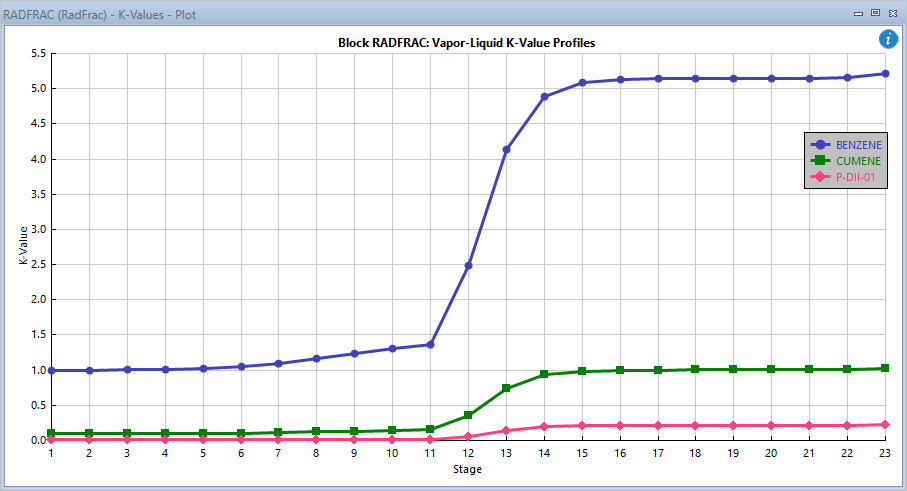 RADFRAC (RadFrac) - K-Values - Plot
Block RADFRAC: Vapor-Liquid K-Value Profiles
i
5.5
5.0
4.5
4.0
3.5
3.0
2.5
2.0
1.5
1.0
0.5
0.0
K-Value
BENZENE
CUMENE
P-DII-01
1 2 3 4 5 6 7 8 9 10 11 12 13 14 15 16 17 18 19 20 21 22 23
Stage